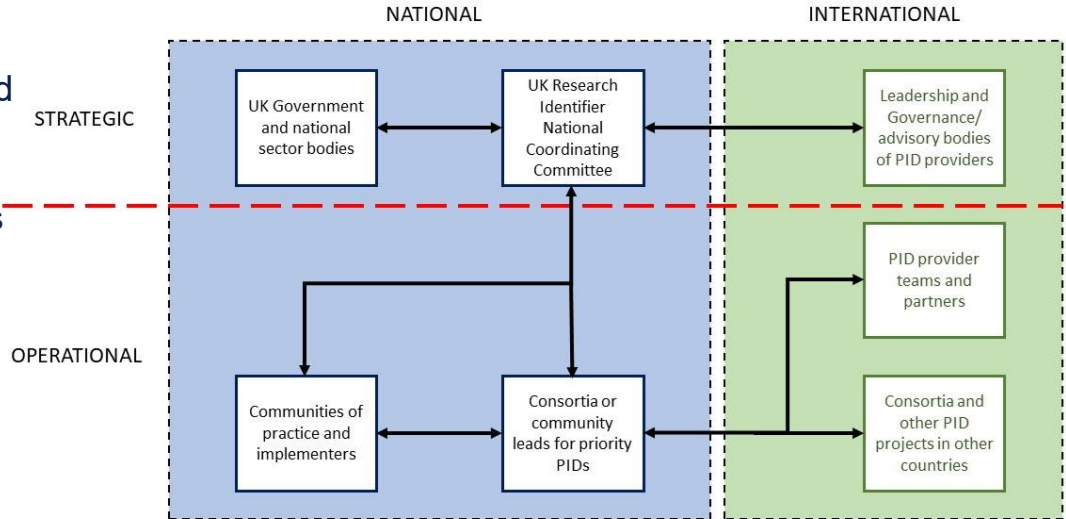 NATIONAL
INTERNATIONAL
STRATEGIC
UK Government
and national
sector bodies
UK Research
Identifier
National
Coordinating
Committee
Leadership and
Governance/
advisory bodies
of PID providers
PID provider
teams and
partners
OPERATIONAL
Communities of
practice and
implementers
Consortia or
community
leads for priority
PIDs
Consortia and
other PID
projects in other
countries